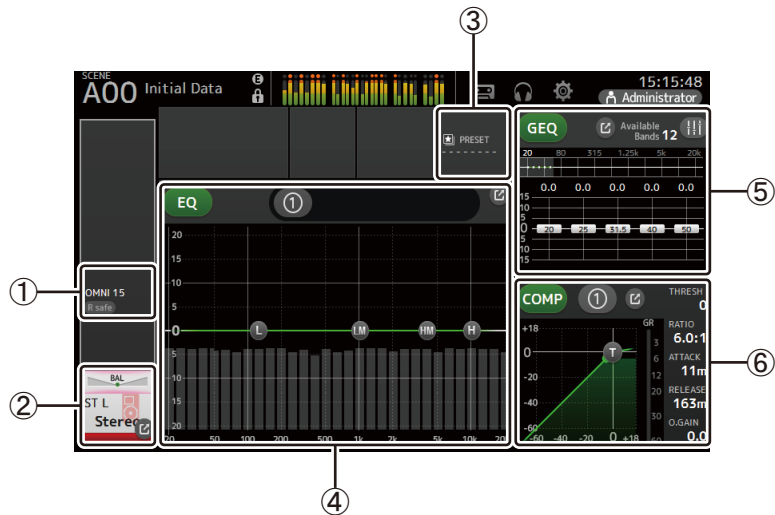 ③
SCENE
A00 Initial Data
E
15:15:48
Administrator
PRESET
GEQ
Available
Bands 12
20 80 315 1.25k 5k 20k
0.0 0.0 0.0 0.0 0.0
15
10
5
0
5
10
15
20 25 31.5 40 50
⑤
EQ
①
20
15
10
5
0
5
10
15
20
L LM HM H
20 50 100 200 500 1k 2k 5k 10k 20
①
OMNI 15
R safe
②
BAL
ST L
Stereo
COMP
①
THRESH
0
RATIO
6.0:1
ATTACK
11m
RELEASE
163m
O.GAIN
0.0
+18
0
-20
-40
-60
T
-60 -40 -20 0 +18
GR
3
6
12
20
30
60
⑥
④